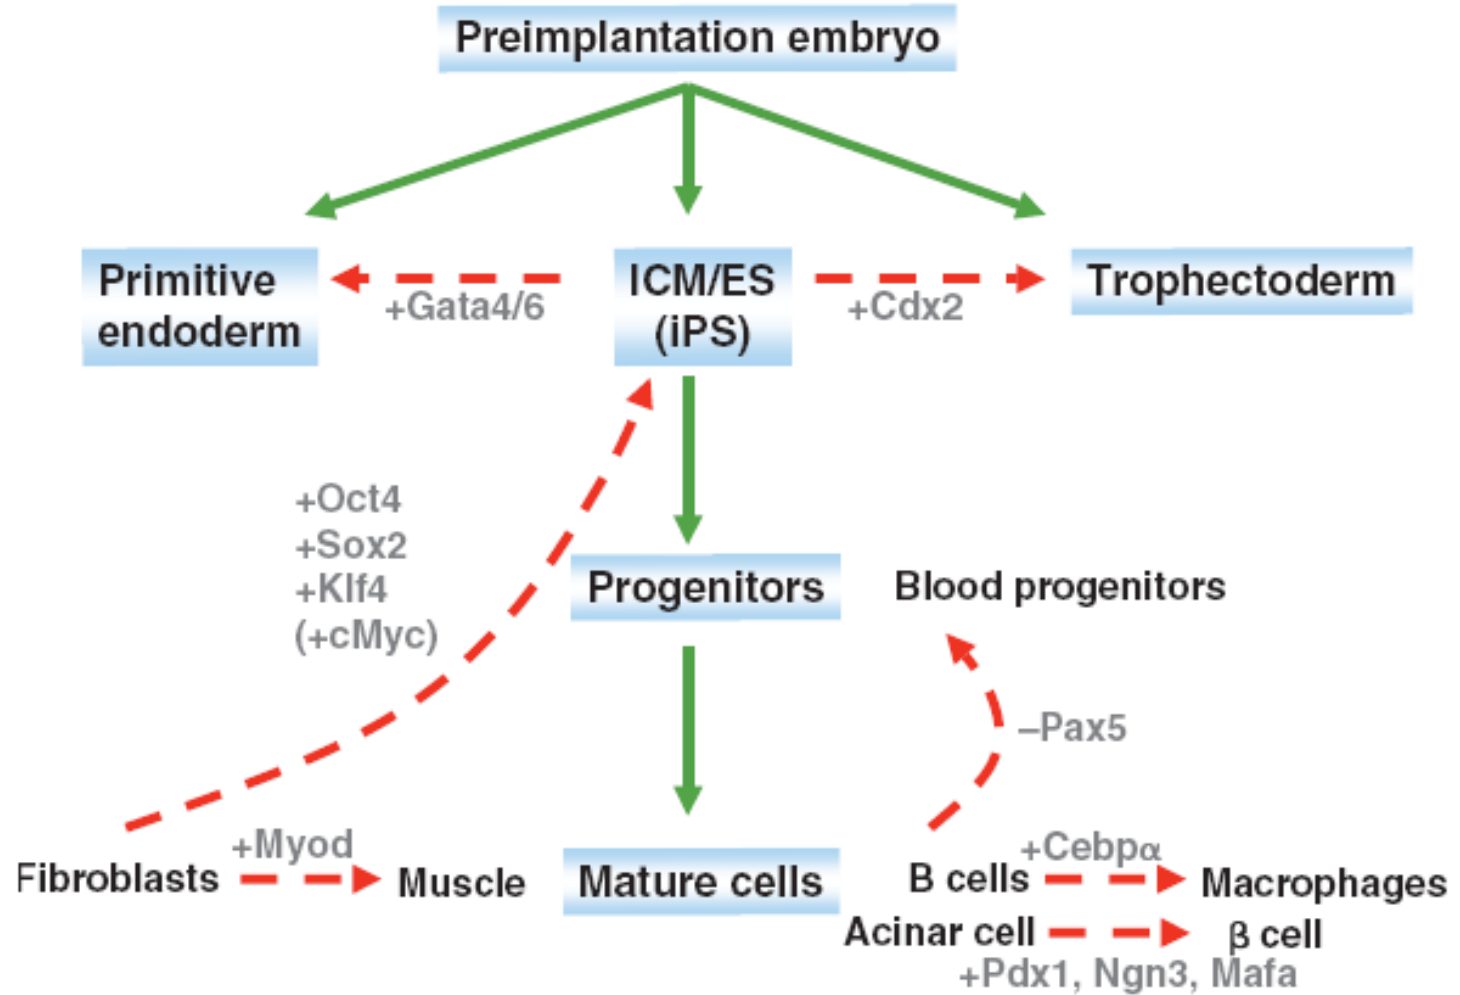 Preimplantation embryo
Primitive
endoderm
+Gata4/6
ICM/ES
(iPS)
+Cdx2
Trophectoderm
+Oct4
+Sox2
+Klf4
(+cMyc)
Progenitors
Blood progenitors
–Pax5
Fibroblasts
+Myod
Muscle
Mature cells
B cells
+Cebpα
Macrophages
Acinar cell
β cell
+Pdx1, Ngn3, Mafa